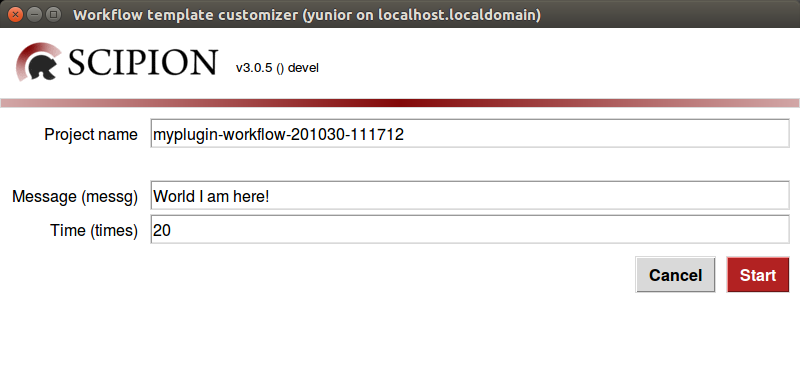 Workflow template customizer (yunior on localhost.localdomain)
SCIPION v3.0.5 () devel
Project name myplugin-workflow-201030-111712
Message (messg) World I am here!
Time (times) 20
Cancel Start